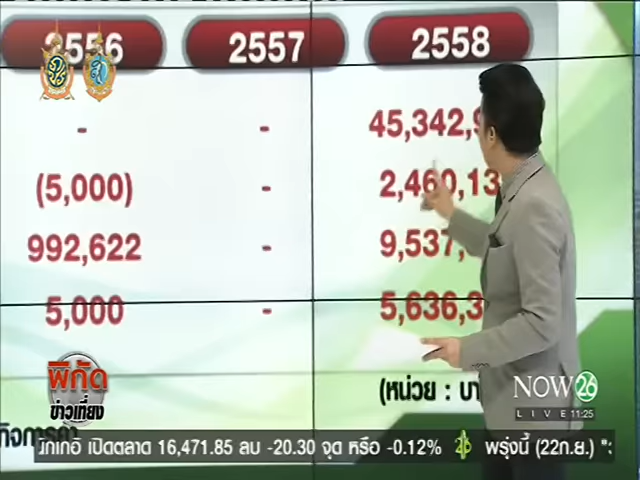 2556 2557 2558
- - 45,342,9
(5,000) - 2,460,13
992,622 - 9,537,
5,000 - 5,636,3
(หน่วย : บา
พิกัด
ข่าวเที่ยง
NOW26
LIVE 11:25
เปิดตลาด 16,471.85 ลบ -20.30 จุด หรือ -0.12% 26 พรุ่งนี้ (22ก.ย.)